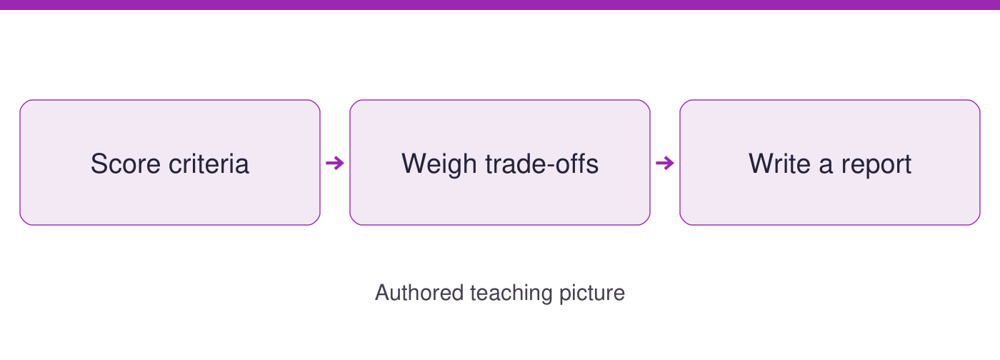 Score criteria
Weigh trade-offs
Write a report
Authored teaching picture